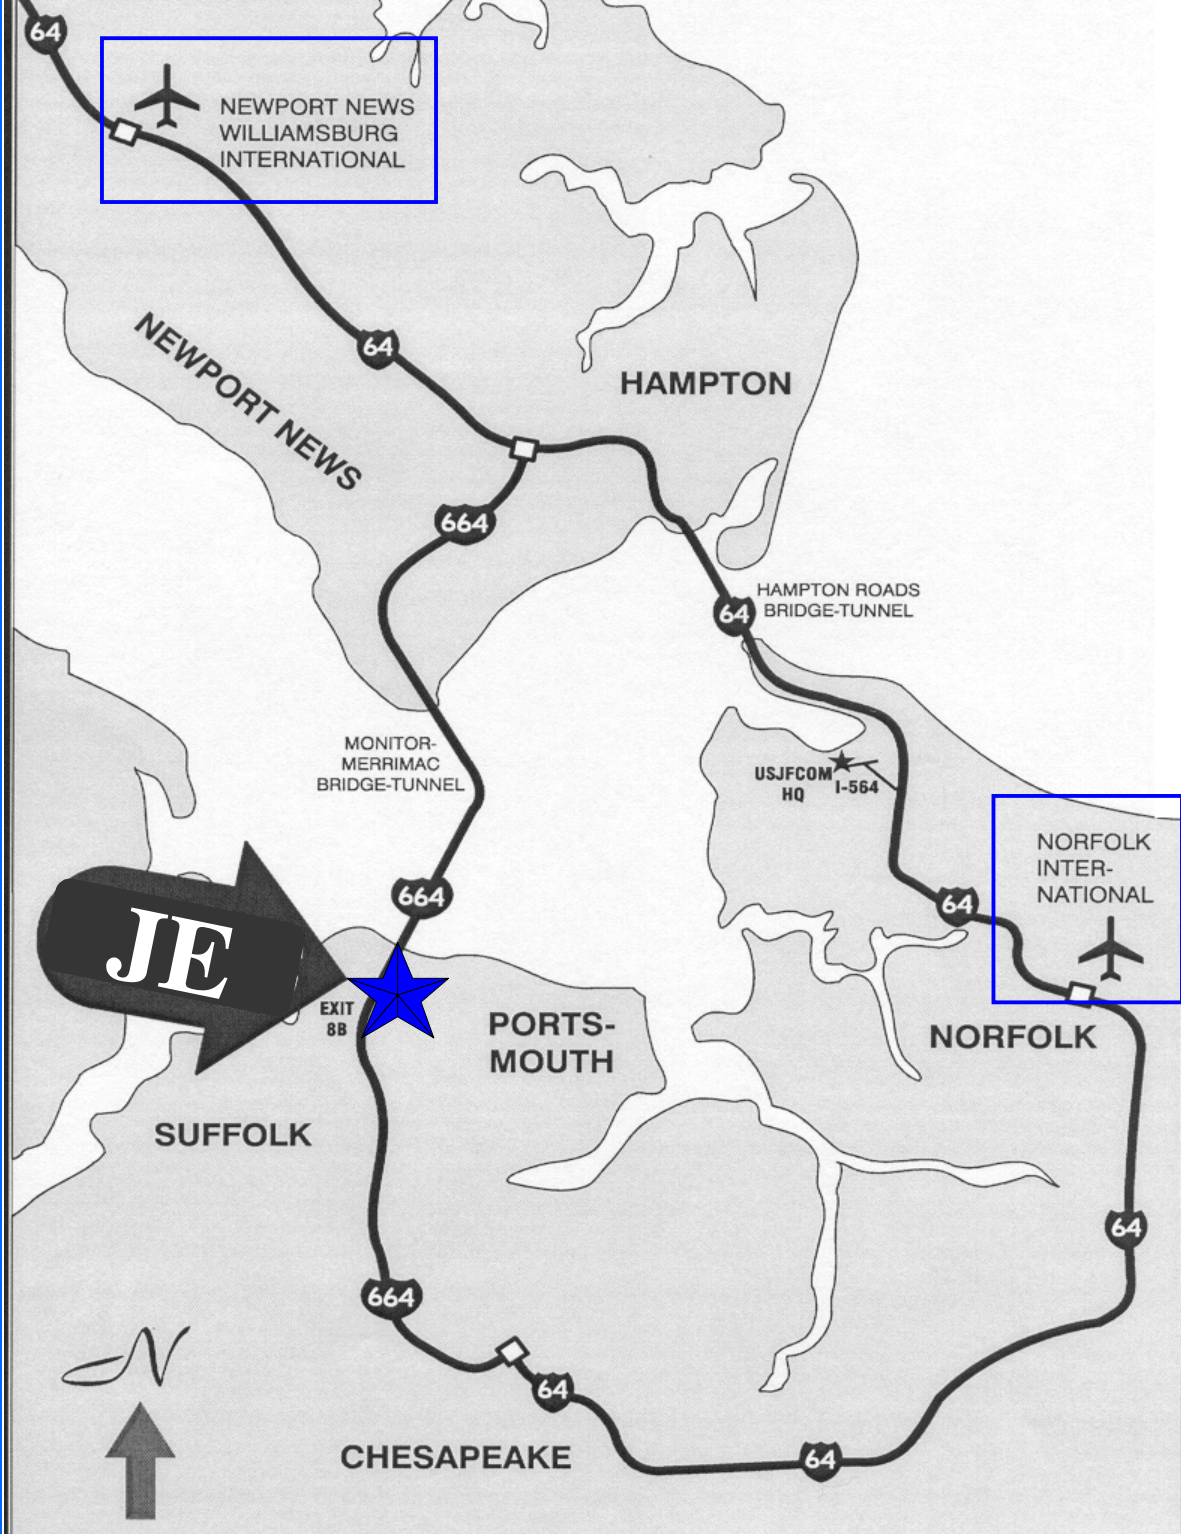 64
NEWPORT NEWS
WILLIAMSBURG
INTERNATIONAL
NEWPORT NEWS
64
HAMPTON
664
HAMPTON ROADS
BRIDGE-TUNNEL
64
MONITOR-
MERRIMAC
BRIDGE-TUNNEL
USJFCOM
HQ
I-564
NORFOLK
INTER-
NATIONAL
664
64
JE
EXIT
8B
PORTS-
MOUTH
NORFOLK
SUFFOLK
64
664
N
64
CHESAPEAKE
64